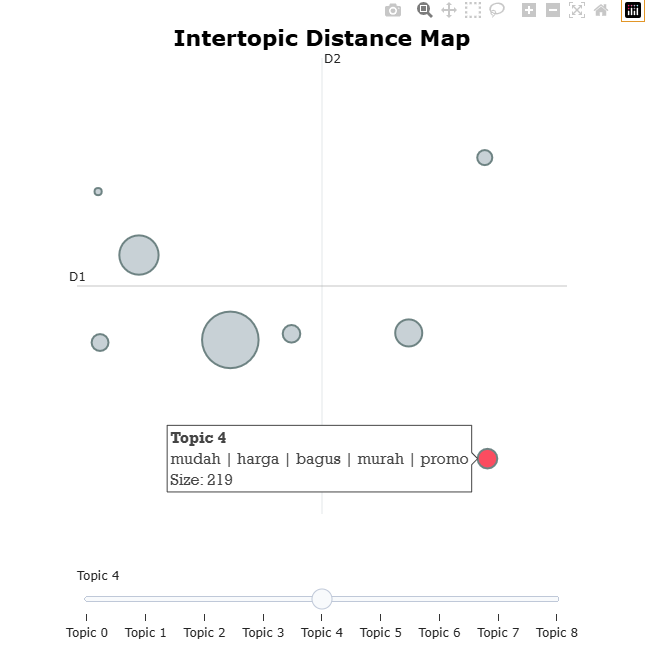 Intertopic Distance Map
D2
D1
Topic 4
mudah | harga | bagus | murah | promo
Size: 219
Topic 4
Topic 0 Topic 1 Topic 2 Topic 3 Topic 4 Topic 5 Topic 6 Topic 7 Topic 8